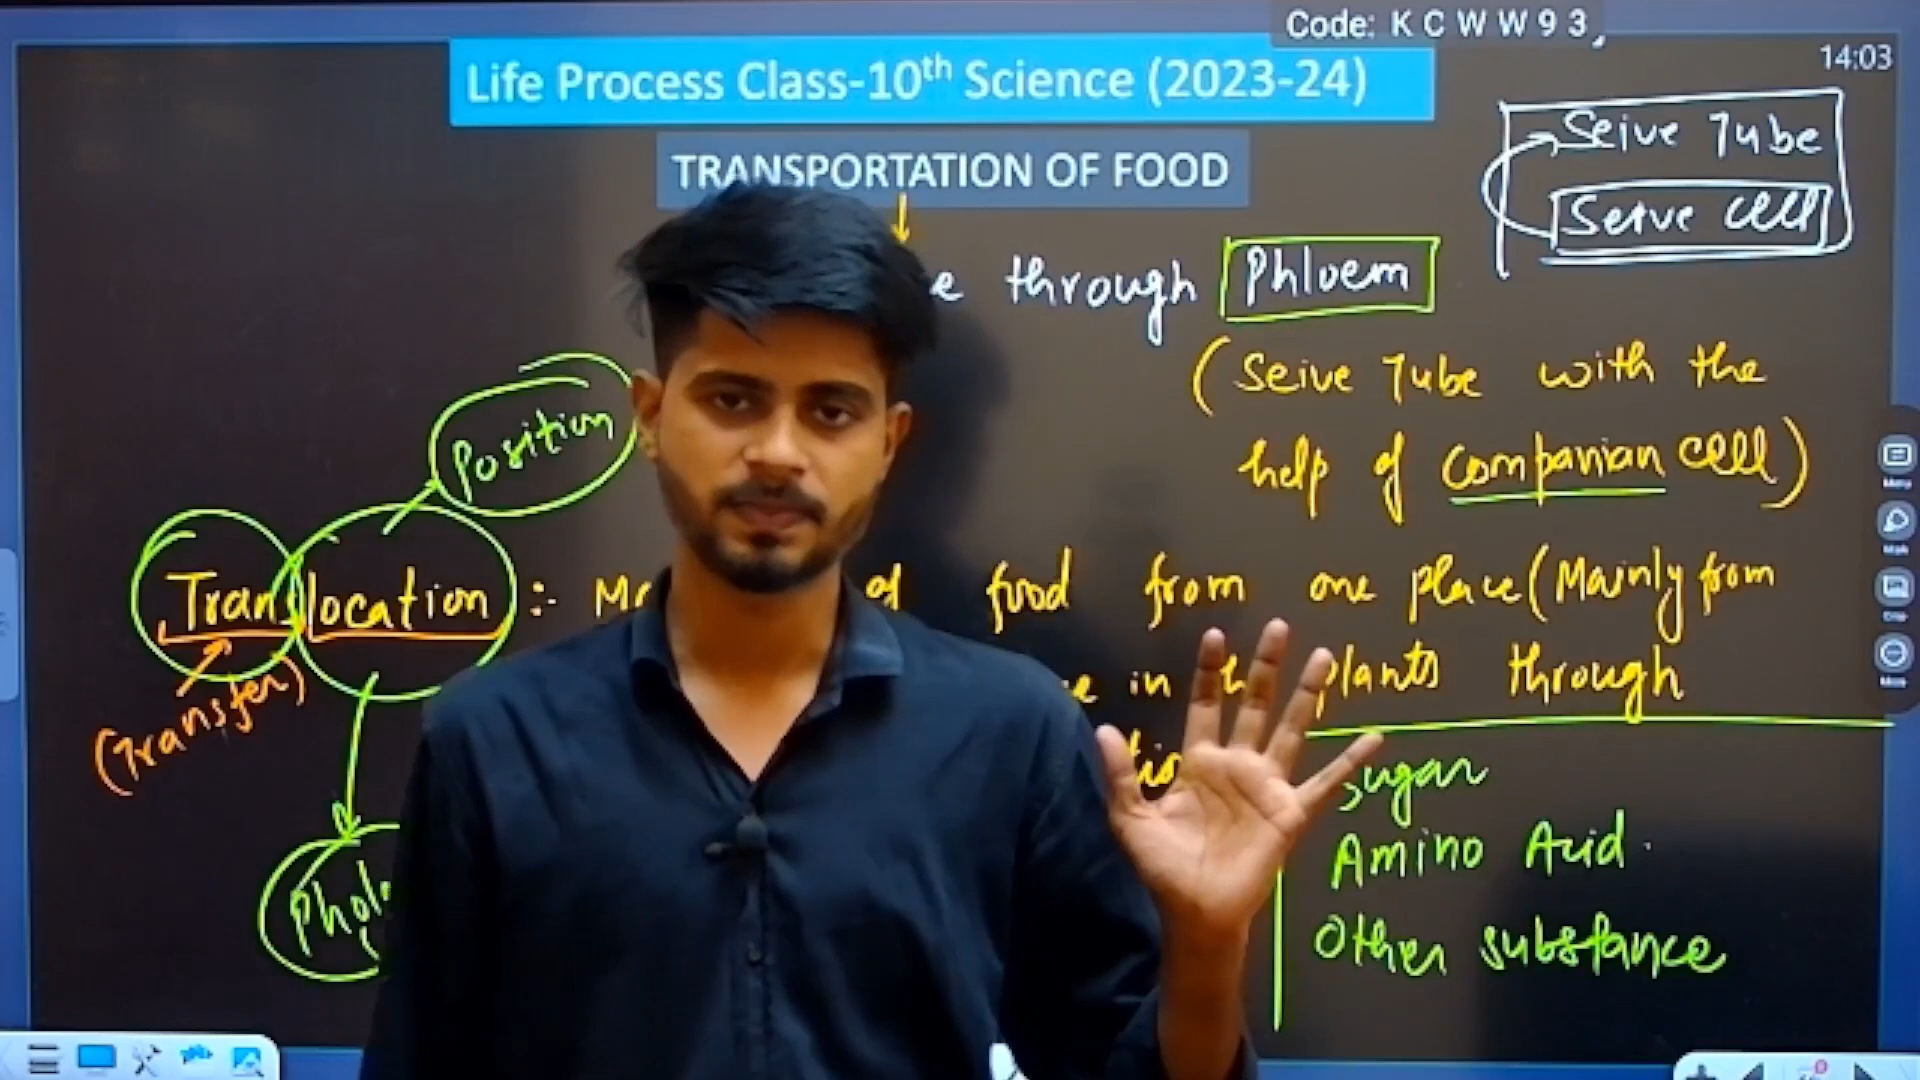 Code: K C W W 9 3
14:03
Life Process Class-10th Science (2023-24)
TRANSPORTATION OF FOOD
Seive Tube
Seive cell
through Phloem
(Seive Tube with the
help of companian cell)
Position
Translocation :- of food from one place (Mainly from
in plants through
(Transfer)
Sugar
Amino Acid
Other substance